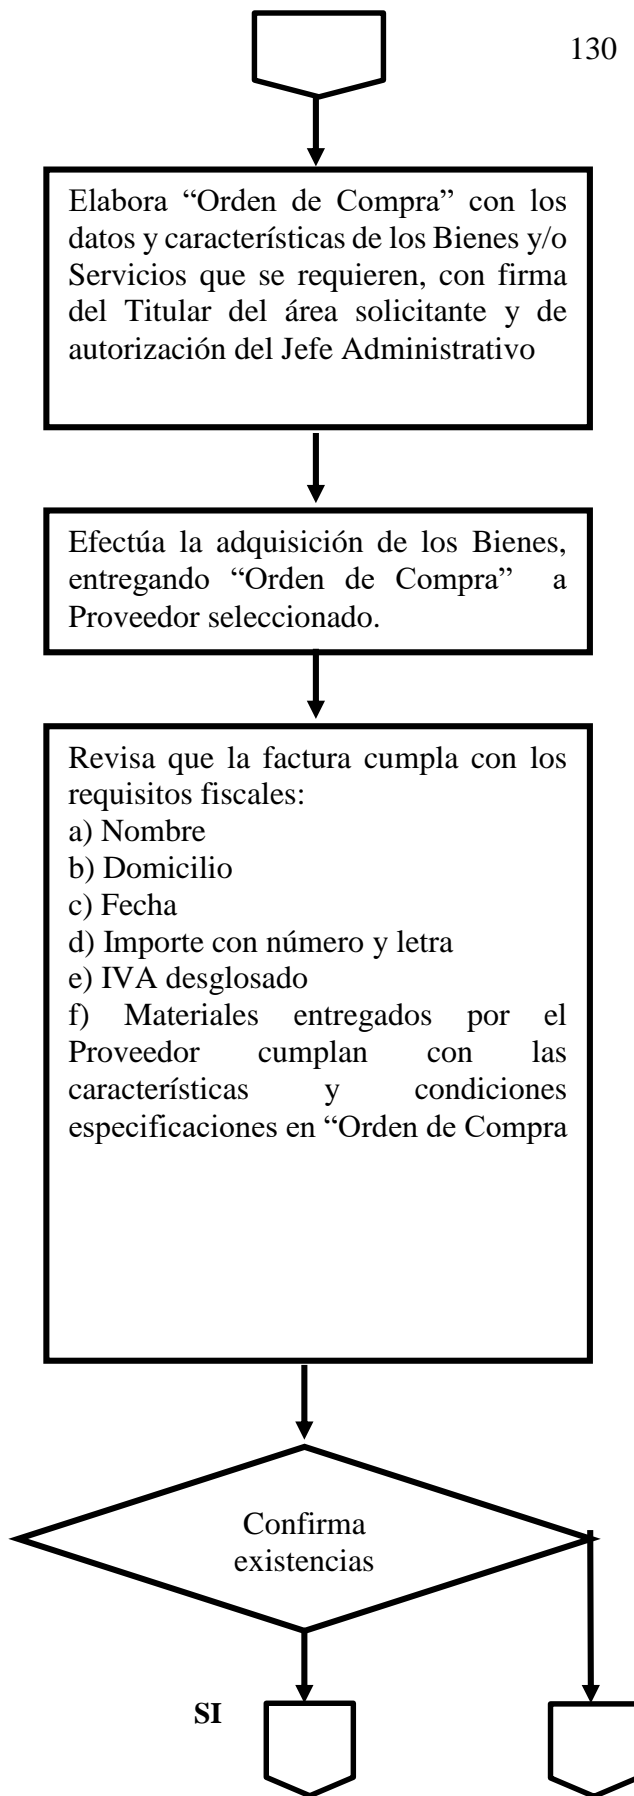 130
Elabora “Orden de Compra” con los
datos y características de los Bienes y/o
Servicios que se requieren, con firma
del Titular del área solicitante y de
autorización del Jefe Administrativo
Efectúa la adquisición de los Bienes,
entregando “Orden de Compra” a
Proveedor seleccionado.
Revisa que la factura cumpla con los
requisitos fiscales:
a) Nombre
b) Domicilio
c) Fecha
d) Importe con número y letra
e) IVA desglosado
f) Materiales entregados por el
Proveedor cumplan con las
características y condiciones
especificaciones en “Orden de Compra
Confirma
existencias
SI